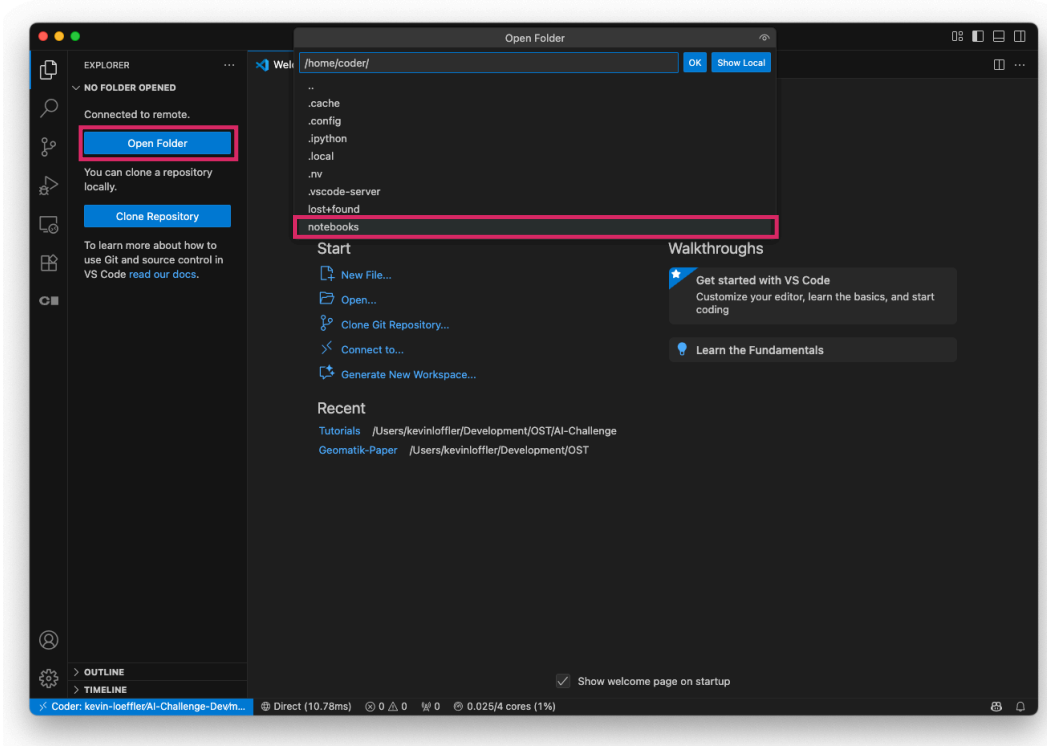 Open Folder
EXPLORER
Welc
/home/coder/
OK
Show Local
NO FOLDER OPENED
..
Connected to remote.
.cache
.config
Open Folder
.ipython
.local
You can clone a repository
locally.
.nv
.vscode-server
Clone Repository
lost+found
notebooks
To learn more about how to
use Git and source control in
VS Code read our docs.
Start
New File...
Open...
Clone Git Repository...
Connect to...
Generate New Workspace...
Walkthroughs
Get started with VS Code
Customize your editor, learn the basics, and start
coding
Learn the Fundamentals
Recent
Tutorials /Users/kevinloffler/Development/OST/AI-Challenge
Geomatik-Paper /Users/kevinloffler/Development/OST
OUTLINE
TIMELINE
Show welcome page on startup
Coder: kevin-loeffler/AI-Challenge-Dev/m... Direct (10.78ms) 0 0 0 0.025/4 cores (1%)